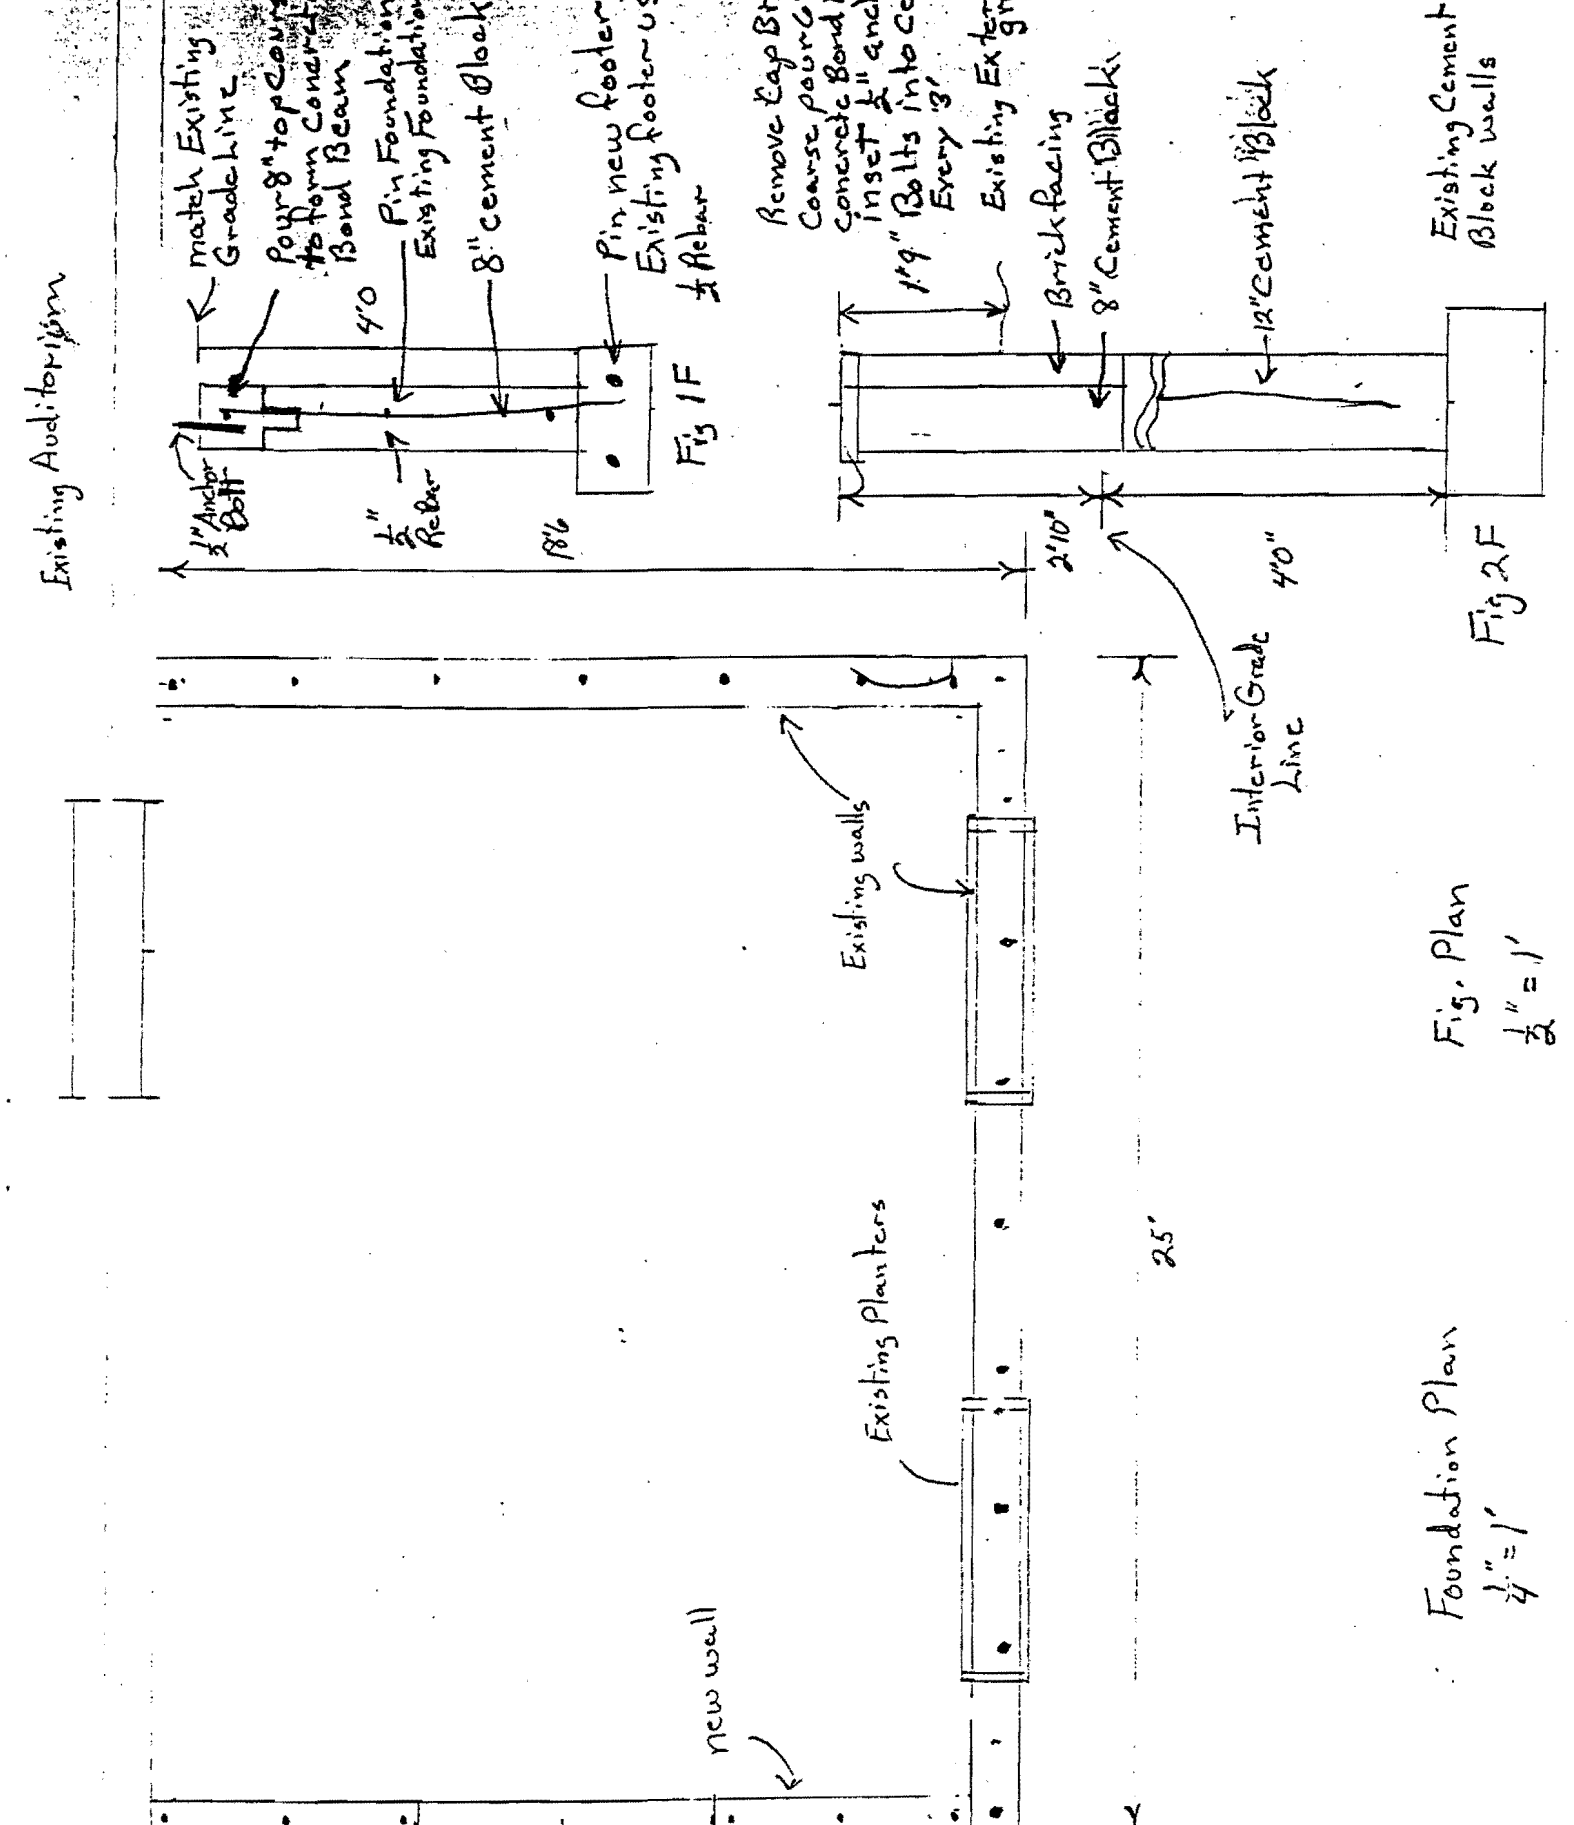 Existing Auditorium
match Existing
Grade Line
Pour 8" top
to form
Bond Beam
Pin Foundation
Existing Foundation
8" cement Block
Pin new footer
Existing footer
1/2 Rebar
4'0
1/2" Anchor
Bolt
1/2"
Rebar
18'6
Fig 1F
Remove Cap
Coarse pour
concrete Bond
inset 1/2"
Bolts into
Every 3'
1'9"
Existing
Brick facing
8" Cement Block
12" cement Block
Existing Cement
Block walls
2'10"
4'0"
Fig 2F
Interior Grade
Line
Existing walls
Existing Planters
new wall
25'
Fig. Plan
1/2" = 1'
Foundation Plan
1/4" = 1'